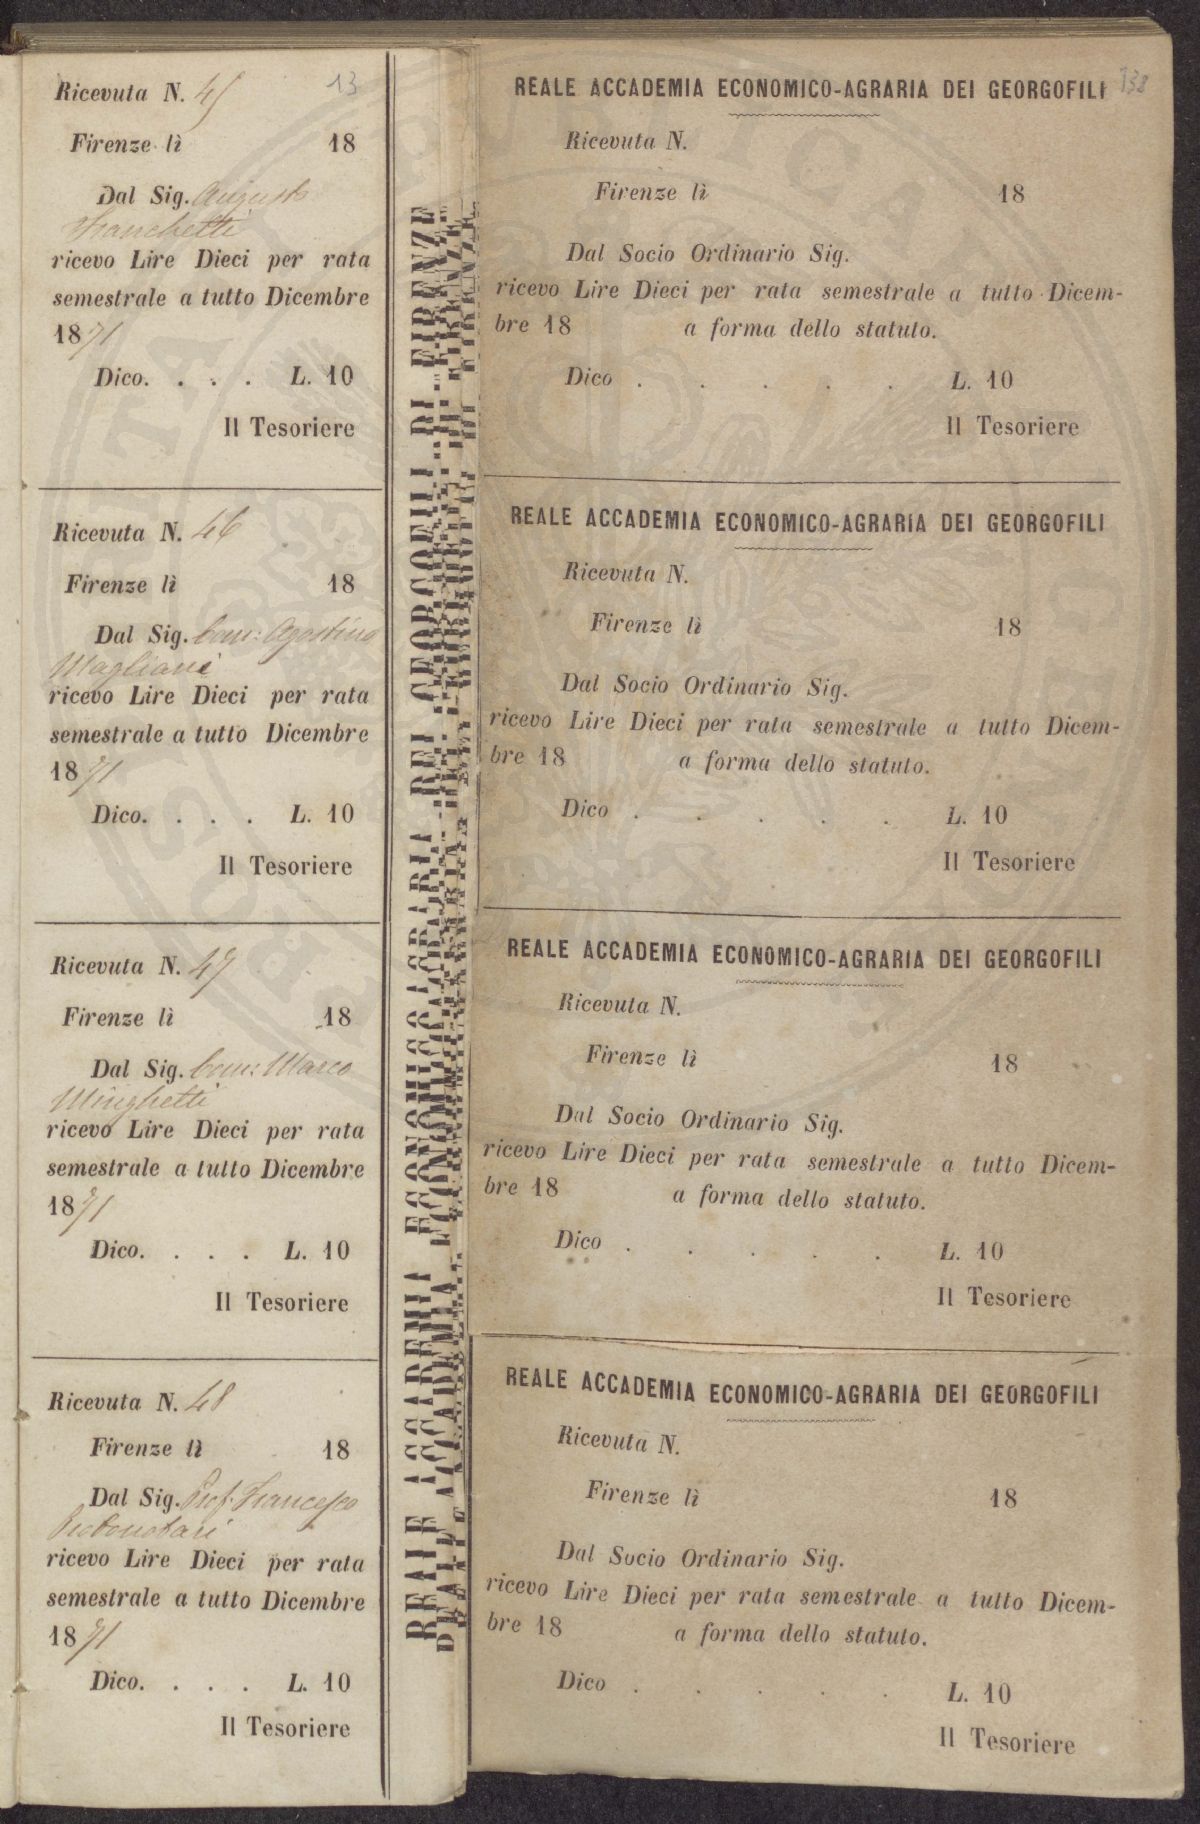 13
Ricevuta N. 45
Firenze lì 18
Dal Sig. Augusto
Franchetti
ricevo Lire Dieci per rata
semestrale a tutto Dicembre
1871
Dico. . . . L. 10
Il Tesoriere
Ricevuta N. 46
Firenze lì 18
Dal Sig. Com: Agostino
Magliani
ricevo Lire Dieci per rata
semestrale a tutto Dicembre
1871
Dico. . . . L. 10
Il Tesoriere
Ricevuta N. 47
Firenze lì 18
Dal Sig. Com: Marco
Minghetti
ricevo Lire Dieci per rata
semestrale a tutto Dicembre
1871
Dico. . . . L. 10
Il Tesoriere
Ricevuta N. 48
Firenze lì 18
Dal Sig. Prof. Francesco
Protonotari
ricevo Lire Dieci per rata
semestrale a tutto Dicembre
1871
Dico. . . . L. 10
Il Tesoriere
REALE ACCADEMIA ECONOMICO-AGRARIA DEI GEORGOFILI DI FIRENZE
138
REALE ACCADEMIA ECONOMICO-AGRARIA DEI GEORGOFILI
Ricevuta N.
Firenze lì 18
Dal Socio Ordinario Sig.
ricevo Lire Dieci per rata semestrale a tutto Dicem-
bre 18 a forma dello statuto.
Dico . . . . . L. 10
Il Tesoriere
REALE ACCADEMIA ECONOMICO-AGRARIA DEI GEORGOFILI
Ricevuta N.
Firenze lì 18
Dal Socio Ordinario Sig.
ricevo Lire Dieci per rata semestrale a tutto Dicem-
bre 18 a forma dello statuto.
Dico . . . . . L. 10
Il Tesoriere
REALE ACCADEMIA ECONOMICO-AGRARIA DEI GEORGOFILI
Ricevuta N.
Firenze lì 18
Dal Socio Ordinario Sig.
ricevo Lire Dieci per rata semestrale a tutto Dicem-
bre 18 a forma dello statuto.
Dico . . . . . L. 10
Il Tesoriere
REALE ACCADEMIA ECONOMICO-AGRARIA DEI GEORGOFILI
Ricevuta N.
Firenze lì 18
Dal Socio Ordinario Sig.
ricevo Lire Dieci per rata semestrale a tutto Dicem-
bre 18 a forma dello statuto.
Dico . . . . . L. 10
Il Tesoriere